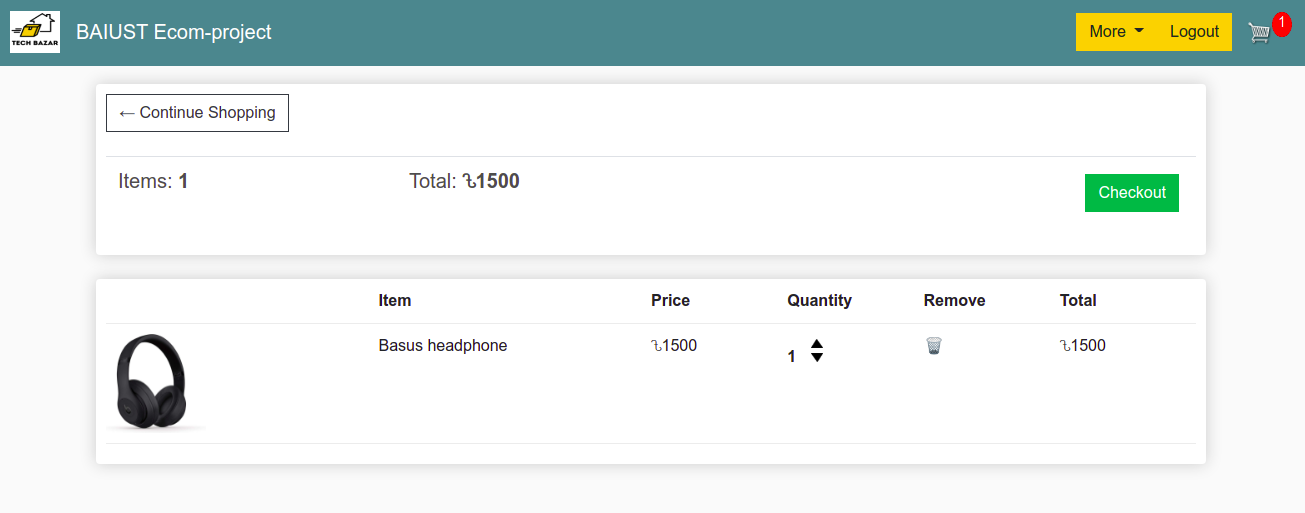 TECH BAZAR
BAIUST Ecom-project
More
Logout
1
← Continue Shopping
Items: 1
Total: ৳1500
Checkout
Item Price Quantity Remove Total
Basus headphone ৳1500 1 ৳1500